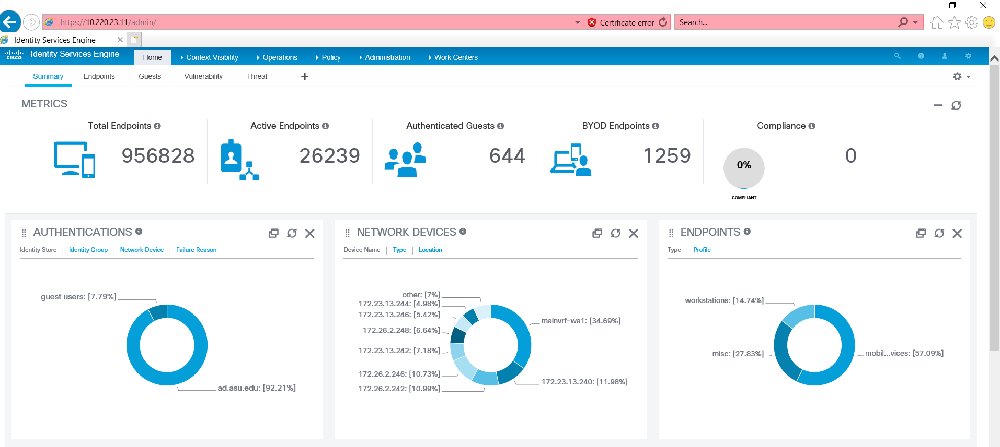 https://10.220.23.11/admin/
Certificate error
Search...
Identity Services Engine
cisco
Identity Services Engine
Home
Context Visibility
Operations
Policy
Administration
Work Centers
Summary
Endpoints
Guests
Vulnerability
Threat
METRICS
Total Endpoints
956828
Active Endpoints
26239
Authenticated Guests
644
BYOD Endpoints
1259
Compliance
0%
COMPLIANT
0
AUTHENTICATIONS
Identity Store
Identity Group
Network Device
Failure Reason
guest users: [7.79%]
ad.asu.edu: [92.21%]
NETWORK DEVICES
Device Name
Type
Location
other: [7%]
172.23.13.244: [4.98%]
172.23.13.246: [5.42%]
172.26.2.248: [6.64%]
172.23.13.242: [7.18%]
172.26.2.246: [10.73%]
172.26.2.242: [10.99%]
mainvrf-wa1: [34.69%]
172.23.13.240: [11.98%]
ENDPOINTS
Type
Profile
workstations: [14.74%]
misc: [27.83%]
mobil...vices: [57.09%]